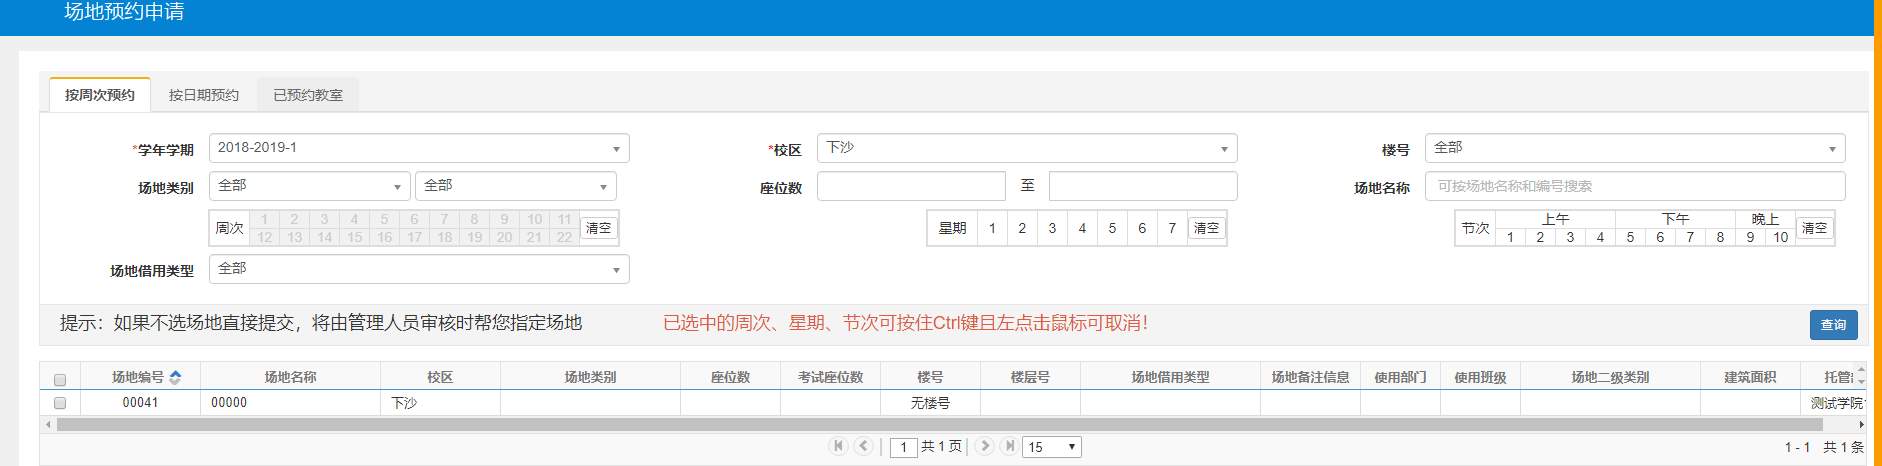 场地预约申请
按周次预约 按日期预约 已预约教室
*学年学期 2018-2019-1 *校区 下沙 楼号 全部
场地类别 全部 全部 座位数 至 场地名称 可按场地名称和编号搜索
周次 1 2 3 4 5 6 7 8 9 10 11 清空 星期 1 2 3 4 5 6 7 清空 节次 上午 下午 晚上 清空
12 13 14 15 16 17 18 19 20 21 22 1 2 3 4 5 6 7 8 9 10
场地借用类型 全部
提示：如果不选场地直接提交，将由管理人员审核时帮您指定场地 已选中的周次、星期、节次可按住Ctrl键且左点击鼠标可取消！ 查询
场地编号 场地名称 校区 场地类别 座位数 考试座位数 楼号 楼层号 场地借用类型 场地备注信息 使用部门 使用班级 场地二级类别 建筑面积 托管
00041 00000 下沙 无楼号 测试学院
1 共 1 页 15 1 - 1 共 1 条